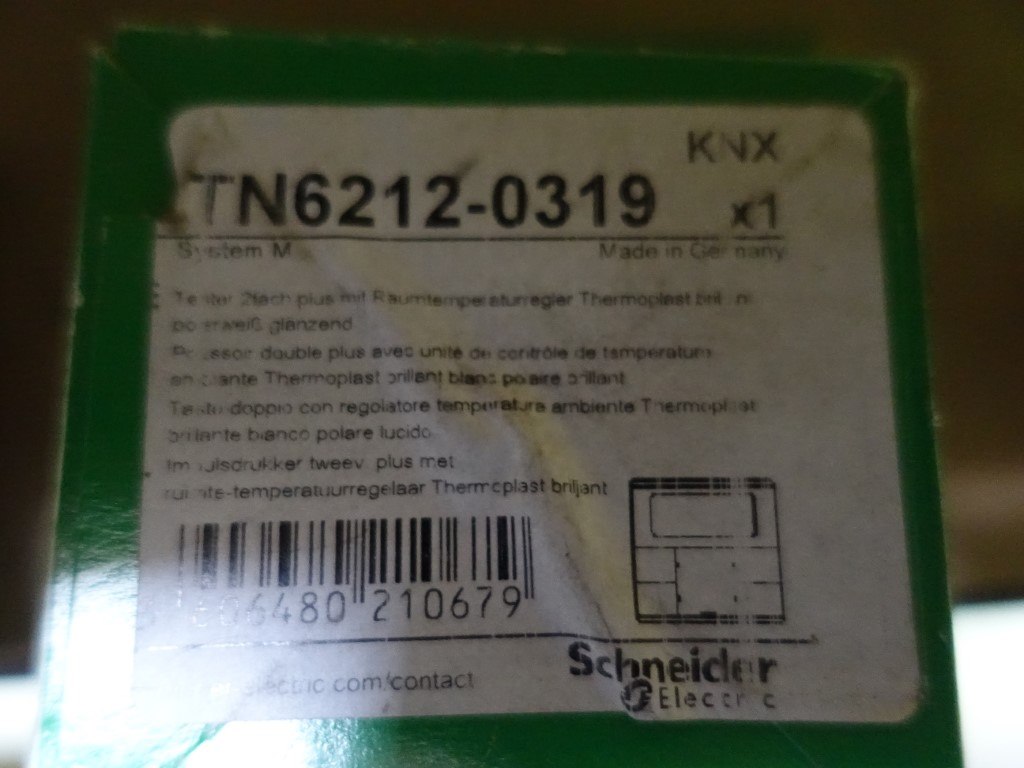 KNX
TN6212-0319 x1
System M Made in Germany
Taster 2fach plus mit Raumtemperaturregler Thermoplast brillant
polarweiß glänzend
Poussoir double plus avec unité de contrôle de température
ambiante Thermoplast brillant blanc polaire brillant
Tasto doppio con regolatore temperatura ambiente Thermoplast
brillante bianco polare lucido
Impulsdrukker tweev. plus met
ruimte-temperatuurregelaar Thermoplast briljant
06480 210679
electric.com/contact
Schneider
Electric